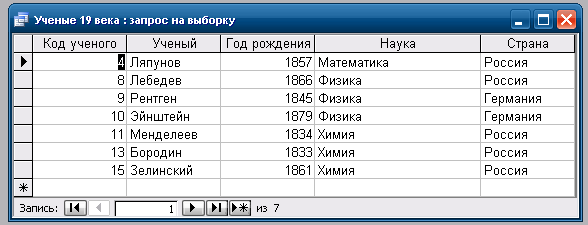 Ученые 19 века : запрос на выборку
Код ученого Ученый Год рождения Наука Страна
4 Ляпунов 1857 Математика Россия
8 Лебедев 1866 Физика Россия
9 Рентген 1845 Физика Германия
10 Эйнштейн 1879 Физика Германия
11 Менделеев 1834 Химия Россия
13 Бородин 1833 Химия Россия
15 Зелинский 1861 Химия Россия
Запись: 1 из 7